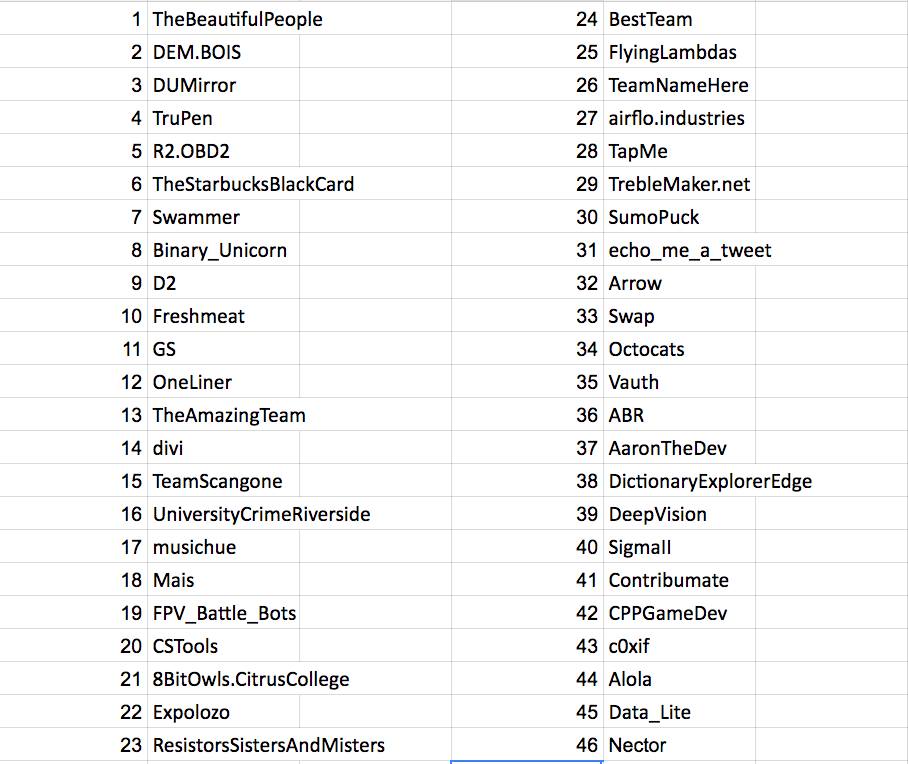 1 TheBeautifulPeople
2 DEM.BOIS
3 DUMirror
4 TruPen
5 R2.OBD2
6 TheStarbucksBlackCard
7 Swammer
8 Binary_Unicorn
9 D2
10 Freshmeat
11 GS
12 OneLiner
13 TheAmazingTeam
14 divi
15 TeamScangone
16 UniversityCrimeRiverside
17 musichue
18 Mais
19 FPV_Battle_Bots
20 CSTools
21 8BitOwls.CitrusCollege
22 Expolozo
23 ResistorsSistersAndMisters
24 BestTeam
25 FlyingLambdas
26 TeamNameHere
27 airflo.industries
28 TapMe
29 TrebleMaker.net
30 SumoPuck
31 echo_me_a_tweet
32 Arrow
33 Swap
34 Octocats
35 Vauth
36 ABR
37 AaronTheDev
38 DictionaryExplorerEdge
39 DeepVision
40 SigmaII
41 Contribumate
42 CPPGameDev
43 c0xif
44 Alola
45 Data_Lite
46 Nector